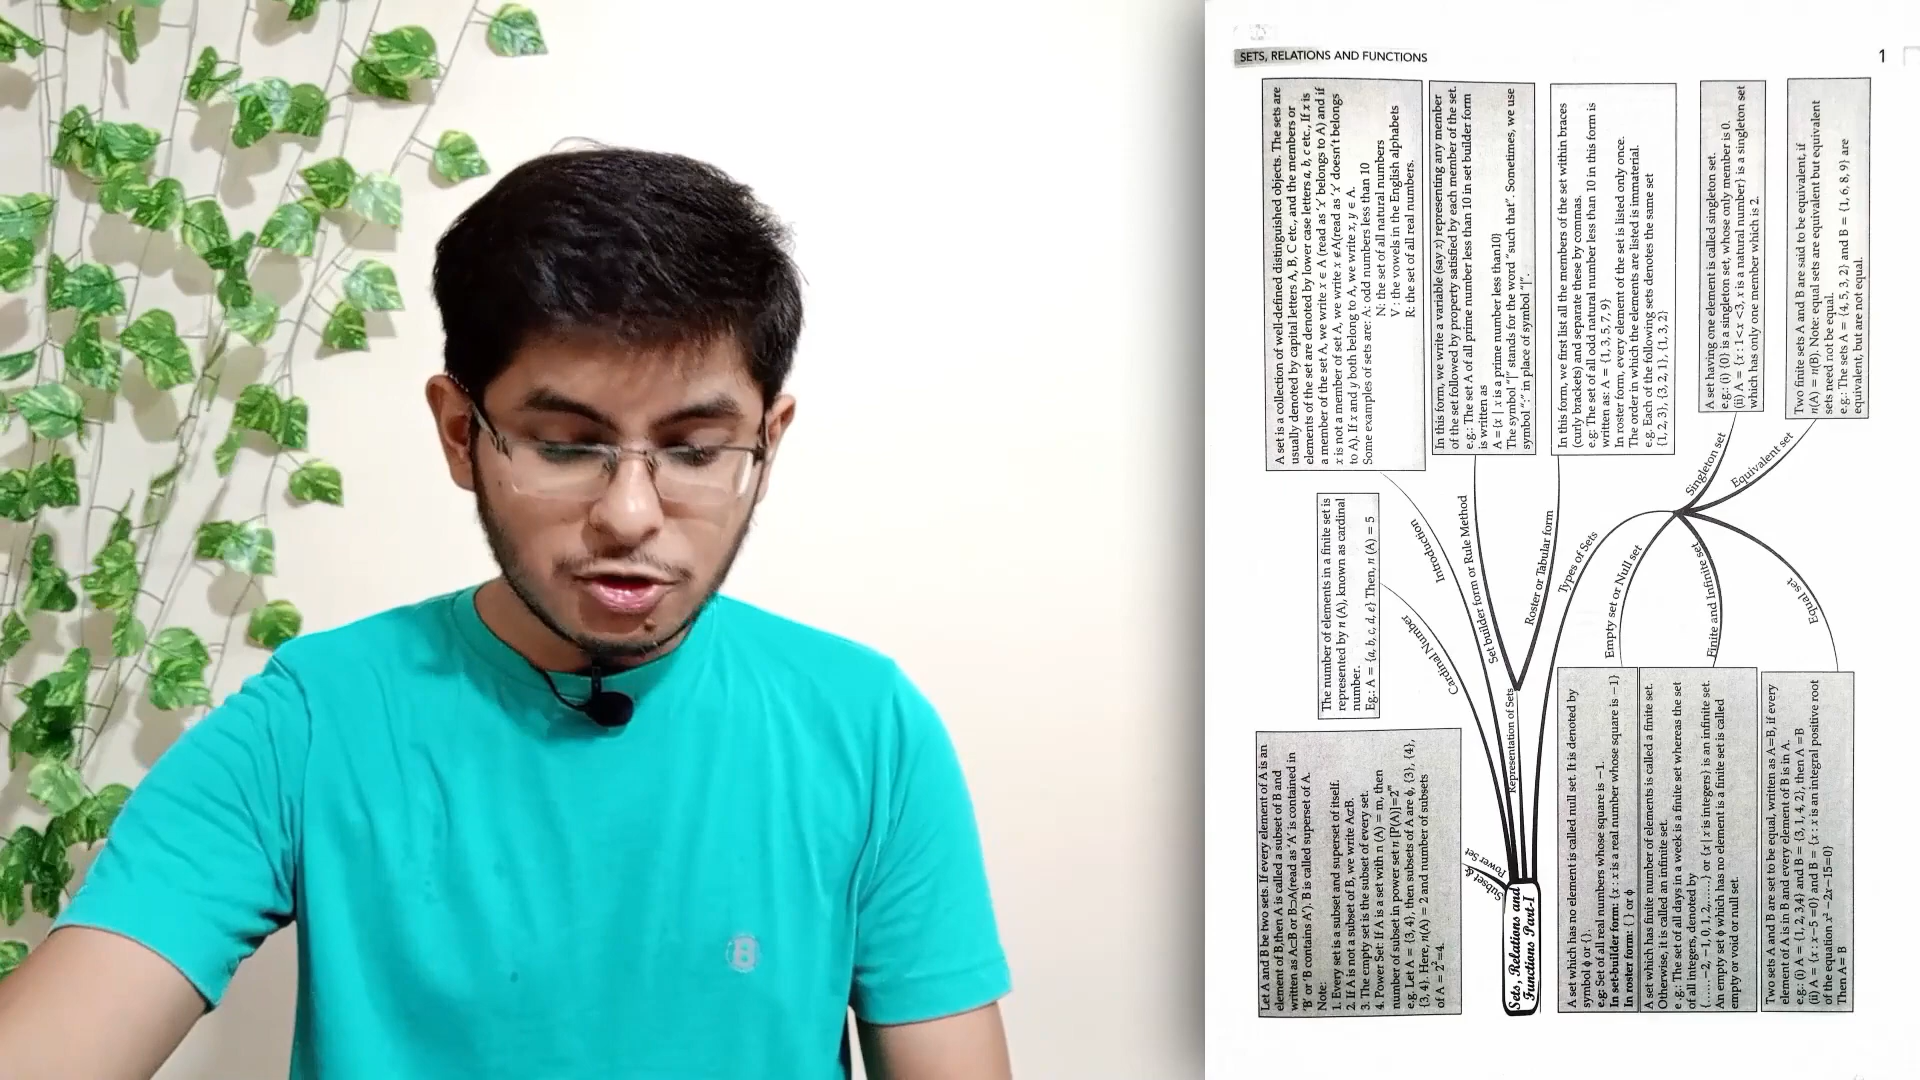 SETS, RELATIONS AND FUNCTIONS
1
A set is a collection of well-defined distinguished objects. The sets are
usually denoted by capital letters A, B, C etc., and the members or
elements of the set are denoted by lower case letters a, b, c etc., If x is
a member of the set A, we write x ∈ A (read as 'x' belongs to A) and if
x is not a member of set A, we write x ∉ A(read as 'x' doesn't belongs
to A). If x and y both belong to A, we write x, y ∈ A.
Some examples of sets are: A: odd numbers less than 10
N: the set of all natural numbers
V : the vowels in the English alphabets
R: the set of all real numbers.
In this form, we write a variable (say x) representing any member
of the set followed by property satisfied by each member of the set.
e.g.: The set A of all prime number less than 10 in set builder form
is written as
A = {x | x is a prime number less than10}
The symbol "|" stands for the word "such that". Sometimes, we use
symbol ":" in place of symbol "|".
In this form, we first list all the members of the set within braces
(curly brackets) and separate these by commas.
e.g: The set of all odd natural number less than 10 in this form is
written as: A = {1, 3, 5, 7, 9}
In roster form, every element of the set is listed only once.
The order in which the elements are listed is immaterial.
e.g. Each of the following sets denotes the same set
{1, 2, 3}, {3, 2, 1}, {1, 3, 2}
A set having one element is called singleton set.
e.g.: (i) {0} is a singleton set, whose only member is 0.
(ii) A = {x : 1<x <3, x is a natural number} is a singleton set
which has only one member which is 2.
Two finite sets A and B are said to be equivalent, if
n(A) = n(B). Note: equal sets are equivalent but equivalent
sets need not be equal.
e.g.: The sets A = {4, 5, 3, 2} and B = {1, 6, 8, 9} are
equivalent, but are not equal.
The number of elements in a finite set is
represented by n (A), known as cardinal
number.
Eg.: A = {a, b, c, d, e} Then, n (A) = 5
Introduction
Cardinal Number
Set builder form or Rule Method
Roster or Tabular form
Representation of Sets
Types of Sets
Singleton set
Equivalent set
Empty set or Null set
Finite and Infinite set
Equal set
Subset &
Power Set
Sets, Relations and
Functions Part-I
Let A and B be two sets. If every element of A is an
element of B,then A is called a subset of B and
written as A⊂B or B⊃A(read as 'A' is contained in
'B' or B contains A'). B is called superset of A.
Note:
1. Every set is a subset and superset of itself.
2. If A is not a subset of B, we write A⊄B.
3. The empty set is the subset of every set.
4. Power Set: If A is a set with n (A) = m, then
number of subset in power set n [P(A)]=2ᵐ
e.g. Let A = {3, 4}, then subsets of A are ϕ, {3}, {4},
{3, 4}. Here, n(A) = 2 and number of subsets
of A = 2²=4.
A set which has no element is called null set. It is denoted by
symbol ϕ or {}.
e.g: Set of all real numbers whose square is −1.
In set-builder form: {x : x is a real number whose square is −1}
In roster form: { } or ϕ
A set which has finite number of elements is called a finite set.
Otherwise, it is called an infinite set.
e.g.: The set of all days in a week is a finite set whereas the set
of all integers, denoted by
{...... −2, −1, 0, 1, 2,......} or {x | x is integers} is an infinite set.
An empty set ϕ which has no element is a finite set is called
empty or void or null set.
Two sets A and B are set to be equal, written as A=B, if every
element of A is in B and every element of B is in A.
e.g.: (i) A = {1, 2, 3,4} and B = {3, 1, 4, 2}, then A =B
(ii) A = {x : x−5 =0} and B = {x : x is an integral positive root
of the equation x² −2x−15=0}
Then A= B
B